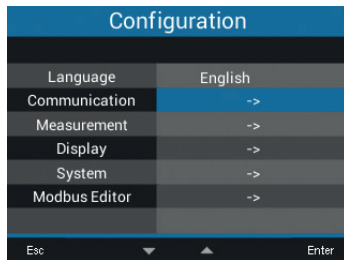 Configuration
Language English
Communication ->
Measurement ->
Display ->
System ->
Modbus Editor ->
Esc Enter